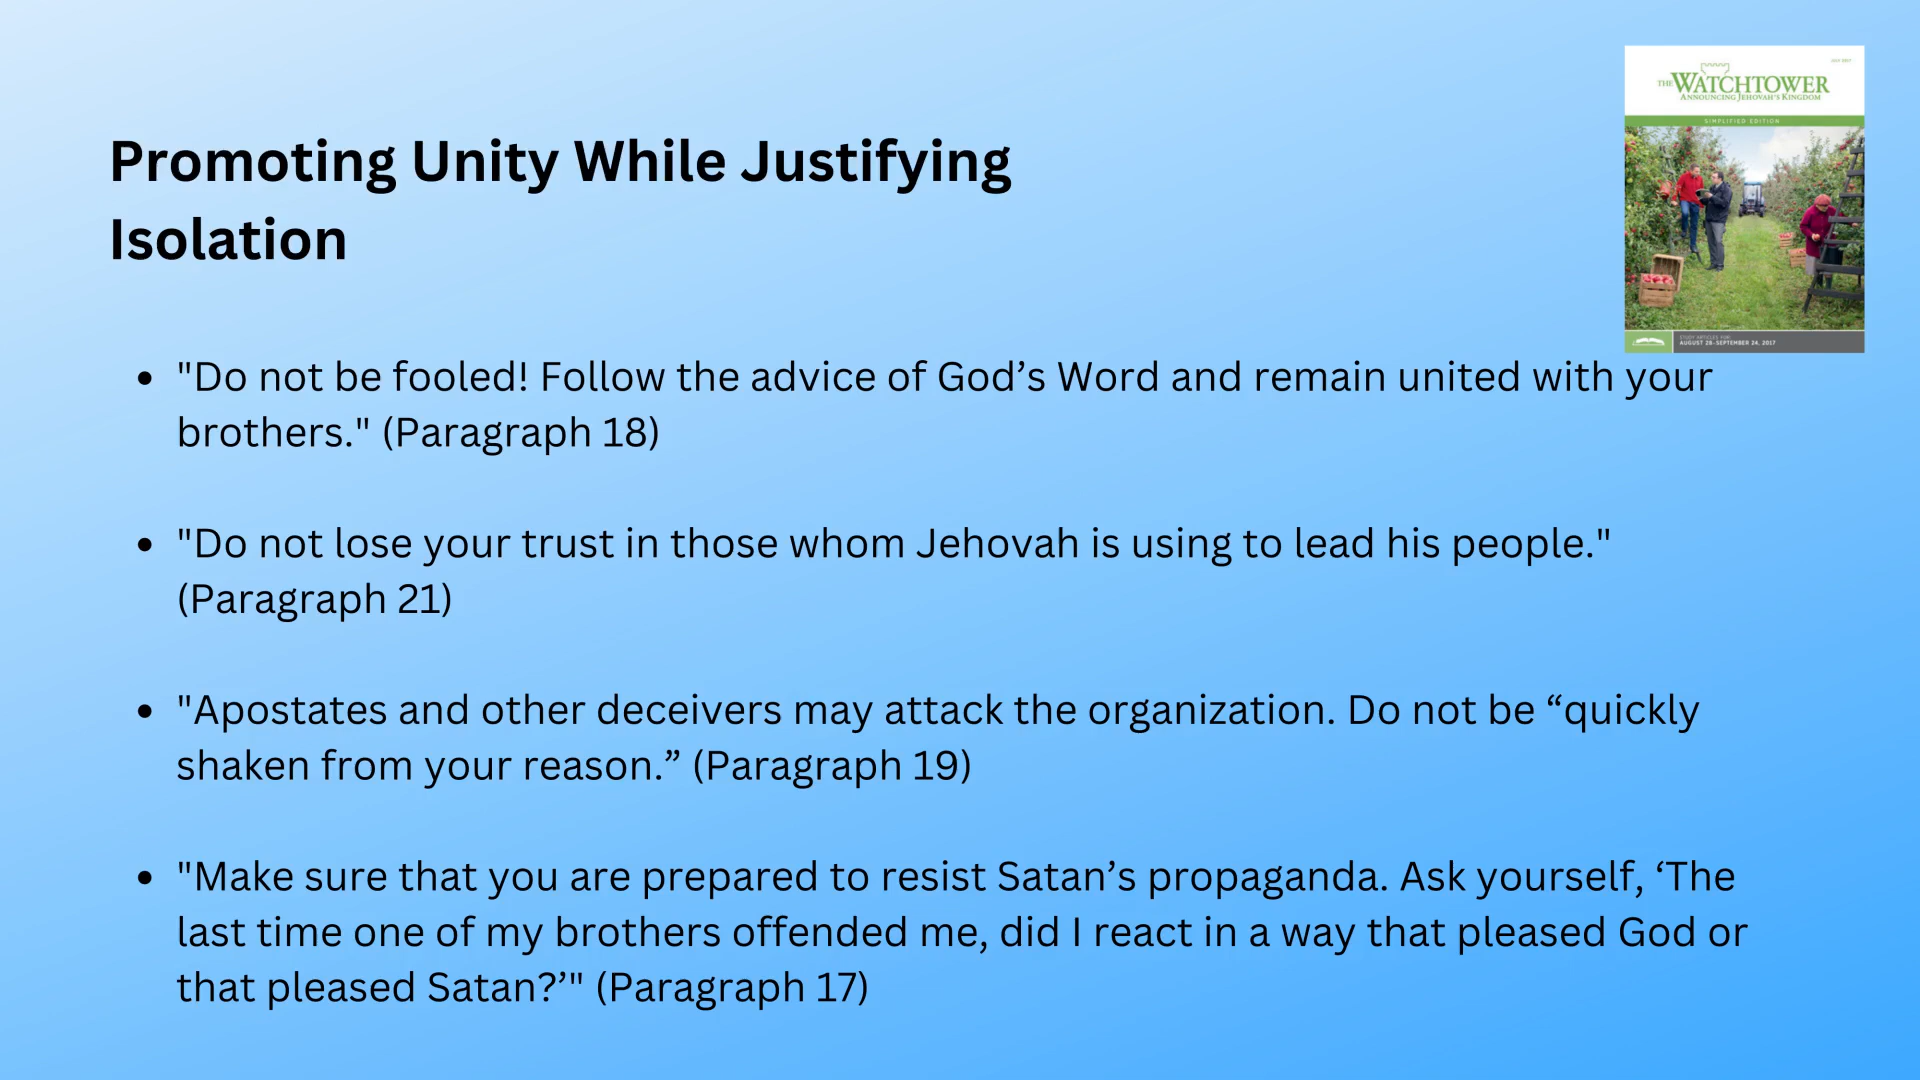 JULY 2017
THE WATCHTOWER
ANNOUNCING JEHOVAH'S KINGDOM
SIMPLIFIED EDITION
Promoting Unity While Justifying
Isolation
STUDY ARTICLES FOR:
AUGUST 28-SEPTEMBER 24, 2017
• "Do not be fooled! Follow the advice of God’s Word and remain united with your
brothers." (Paragraph 18)
• "Do not lose your trust in those whom Jehovah is using to lead his people."
(Paragraph 21)
• "Apostates and other deceivers may attack the organization. Do not be “quickly
shaken from your reason.” (Paragraph 19)
• "Make sure that you are prepared to resist Satan’s propaganda. Ask yourself, ‘The
last time one of my brothers offended me, did I react in a way that pleased God or
that pleased Satan?’" (Paragraph 17)